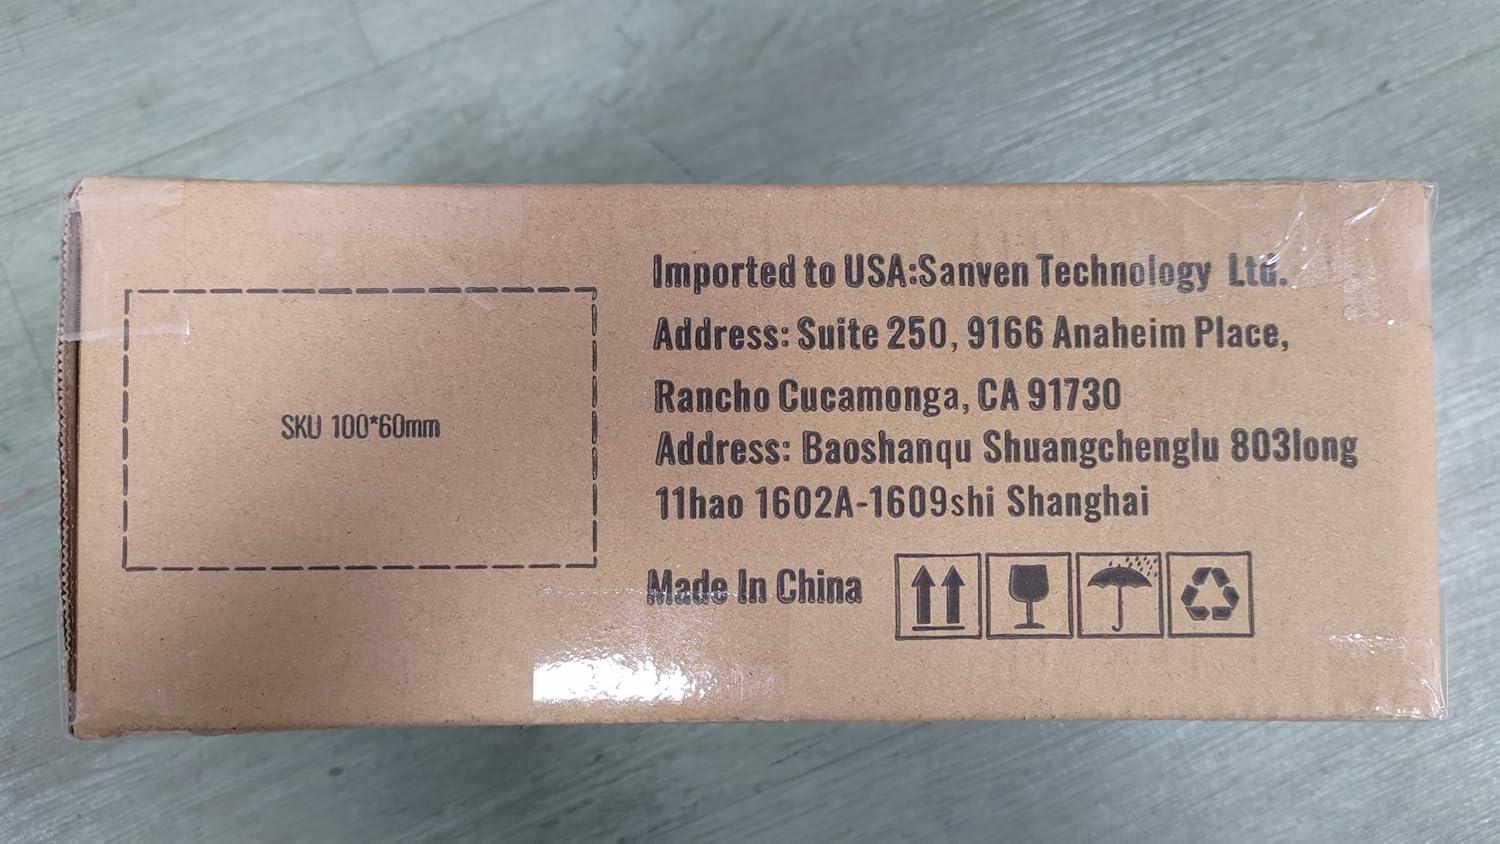 SKU 100*60mm
Imported to USA:Sanven Technology Ltd.
Address: Suite 250, 9166 Anaheim Place,
Rancho Cucamonga, CA 91730
Address: Baoshanqu Shuangchenglu 803long
11hao 1602A-1609shi Shanghai
Made In China